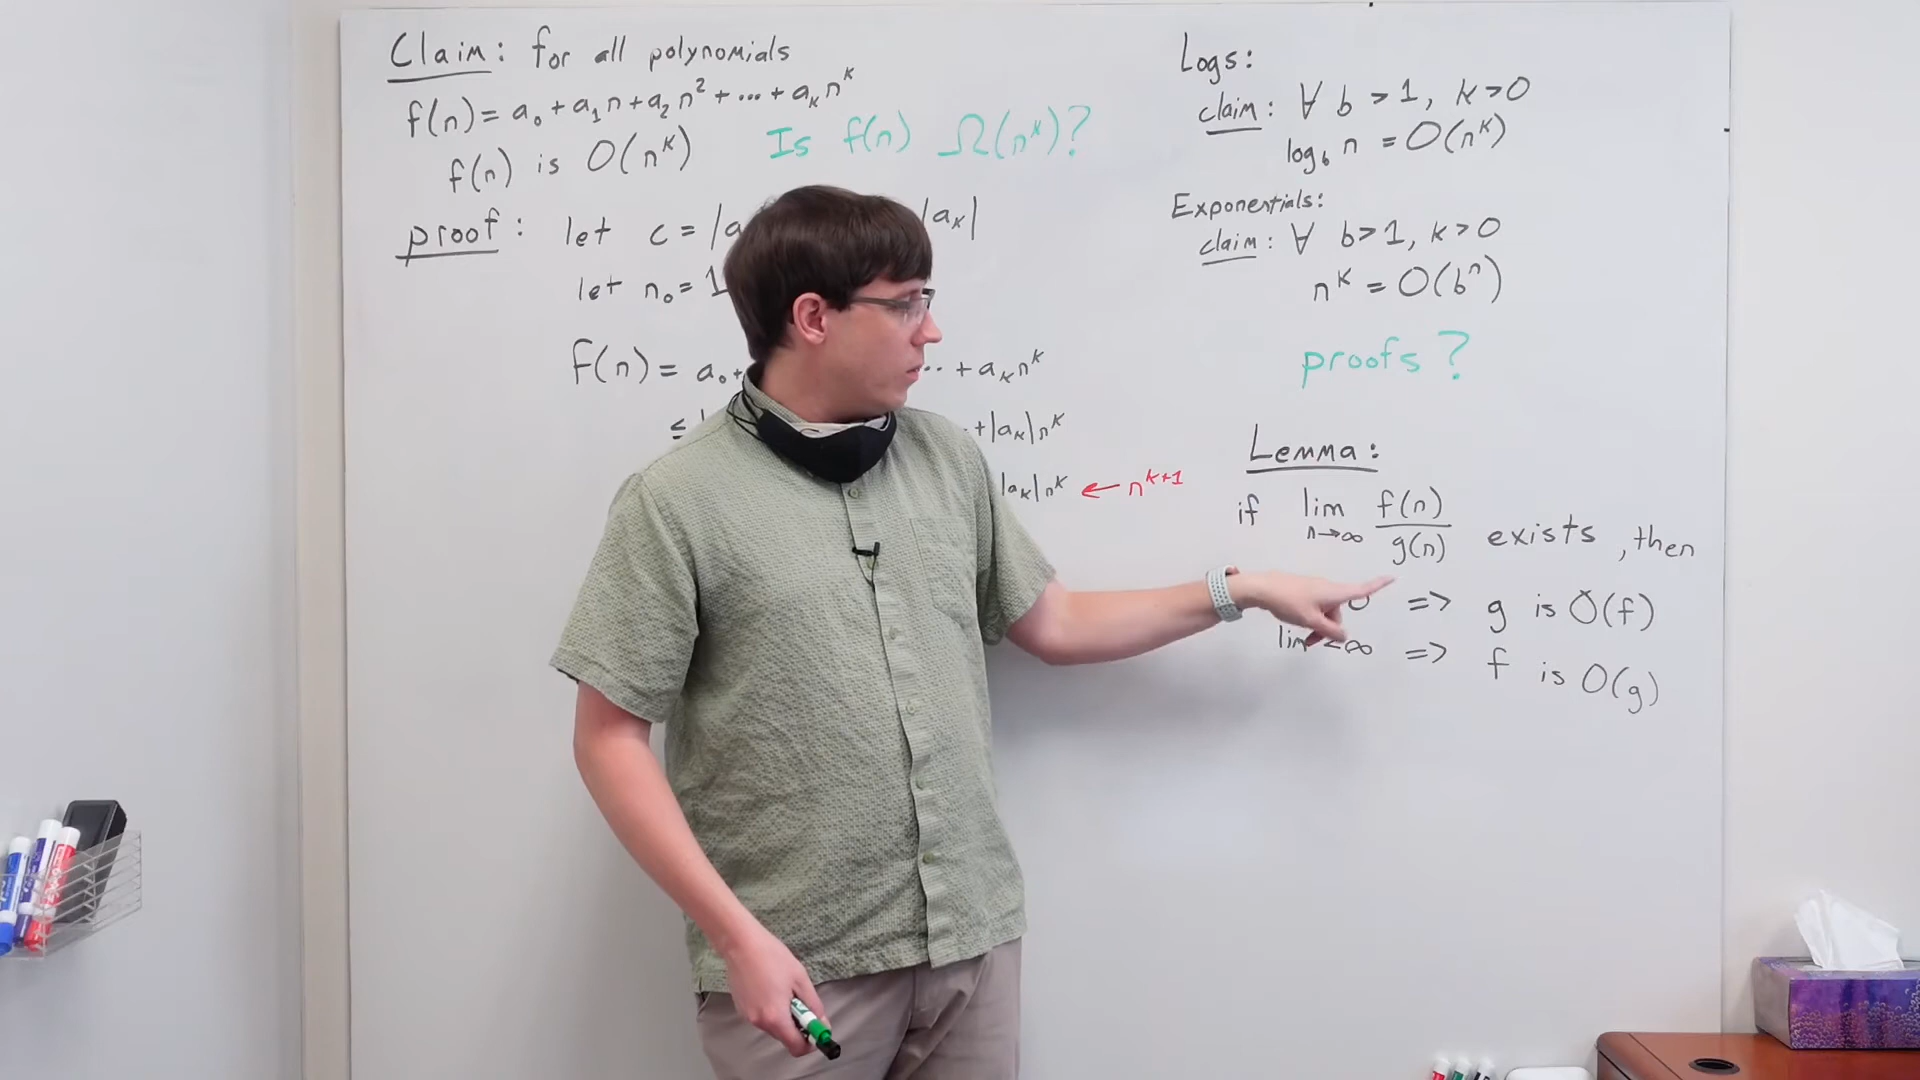 Claim: for all polynomials
f(n) = a₀ + a₁n + a₂n² + ... + aₖnᵏ
f(n) is O(nᵏ)
Is f(n) Ω(nᵏ)?
proof: let c = |a |aₖ|
let n₀ = 1
f(n) = a₀ + ·· + aₖnᵏ
≤ + |aₖ|nᵏ
|aₖ|nᵏ ← nᵏ⁺¹
Logs:
claim: ∀ b > 1, k > 0
log_b n = O(nᵏ)
Exponentials:
claim: ∀ b > 1, k > 0
nᵏ = O(bⁿ)
proofs?
Lemma:
if lim n→∞ f(n)/g(n) exists, then
0 => g is O(f)
lim < ∞ => f is O(g)